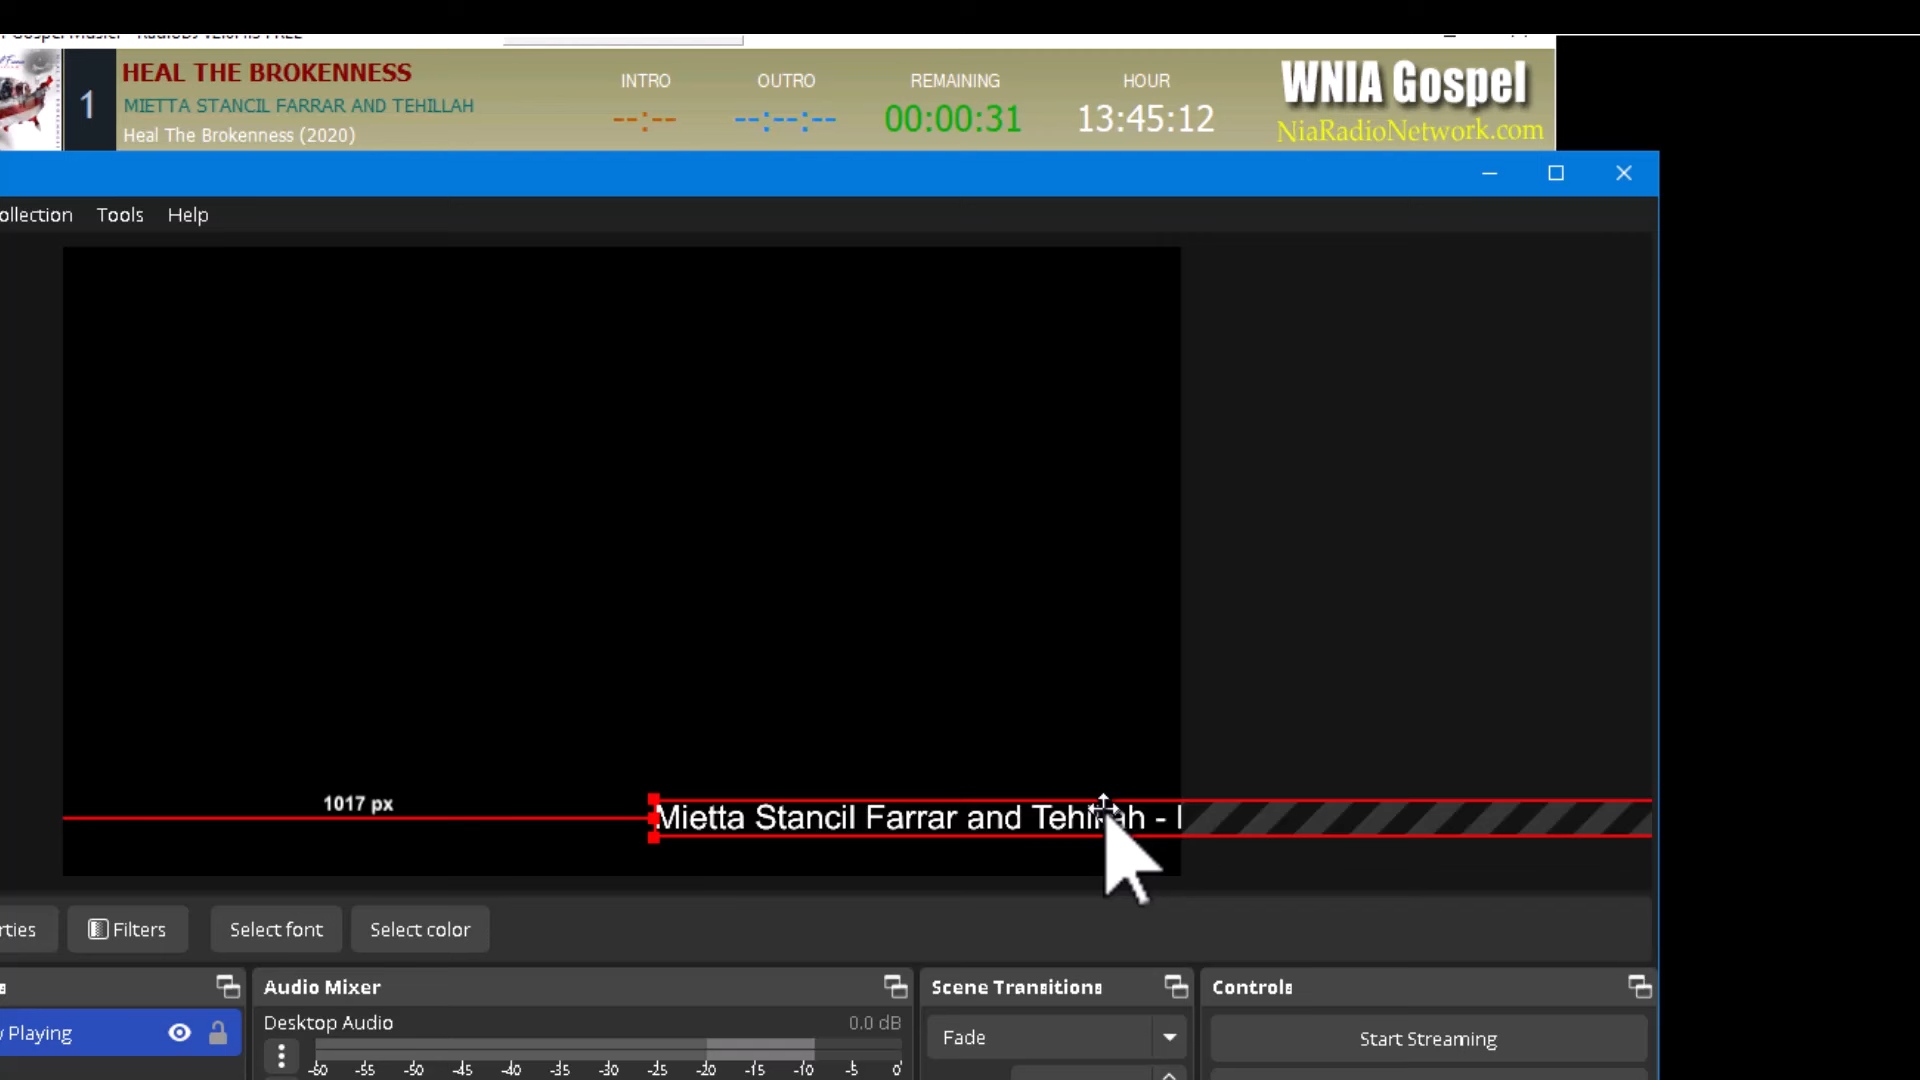 HEAL THE BROKENNESS
MIETTA STANCIL FARRAR AND TEHILLAH
Heal The Brokenness (2020)
1
INTRO
--:--
OUTRO
--:--:--
REMAINING
00:00:31
HOUR
13:45:12
WNIA Gospel
NiaRadioNetwork.com
ollection Tools Help
1017 px
Mietta Stancil Farrar and Tehillah -
rties Filters Select font Select color
s
Audio Mixer
Scene Transitions
Controls
Playing
Desktop Audio 0.0 dB
-60 -55 -50 -45 -40 -35 -30 -25 -20 -15 -10 -5 0
Fade
Start Streaming